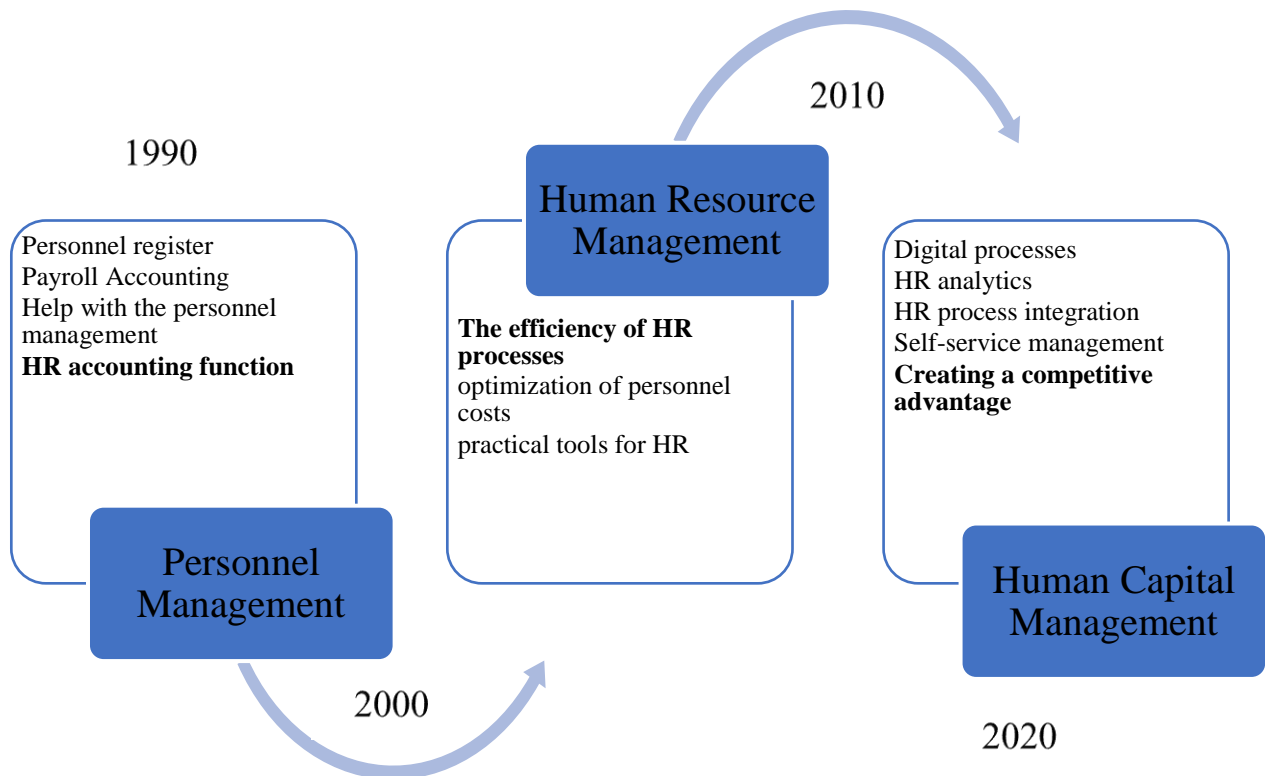 1990
Personnel register
Payroll Accounting
Help with the personnel
management
HR accounting function
Personnel
Management
2000
Human Resource
Management
The efficiency of HR
processes
optimization of personnel
costs
practical tools for HR
2010
Digital processes
HR analytics
HR process integration
Self-service management
Creating a competitive
advantage
Human Capital
Management
2020